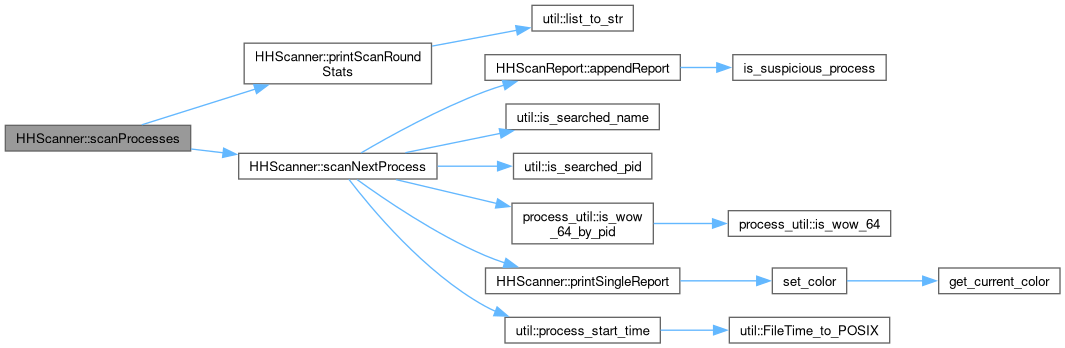 util::list_to_str
HHScanner::printScanRound
Stats
HHScanReport::appendReport
is_suspicious_process
util::is_searched_name
HHScanner::scanProcesses
HHScanner::scanNextProcess
util::is_searched_pid
process_util::is_wow
_64_by_pid
process_util::is_wow_64
HHScanner::printSingleReport
set_color
get_current_color
util::process_start_time
util::FileTime_to_POSIX